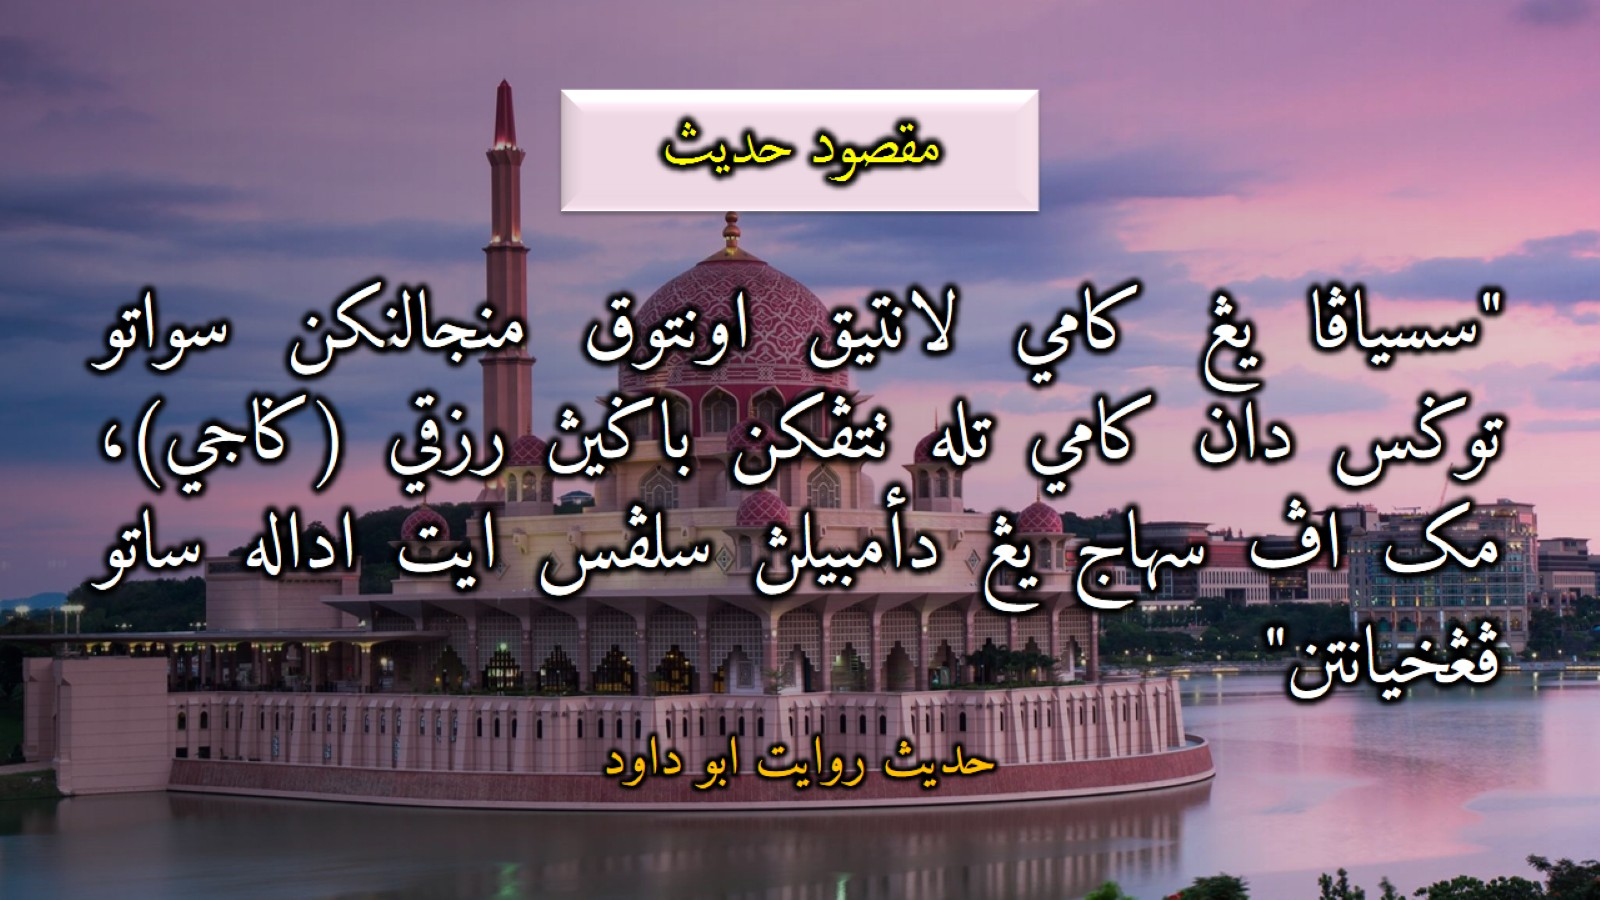 مقصود حديث
"سسياڤا يڠ كامي لانتيق اونتوق منجالنكن سواتو
توݢس دان كامي تله تتڤكن باݢيڽ رزقي (ݢاجي)،
مک اڤ سهاج يڠ دأمبيلڽ سلڤس ايت اداله ساتو
ڤڠخيانتن"
حديث روايت ابو داود